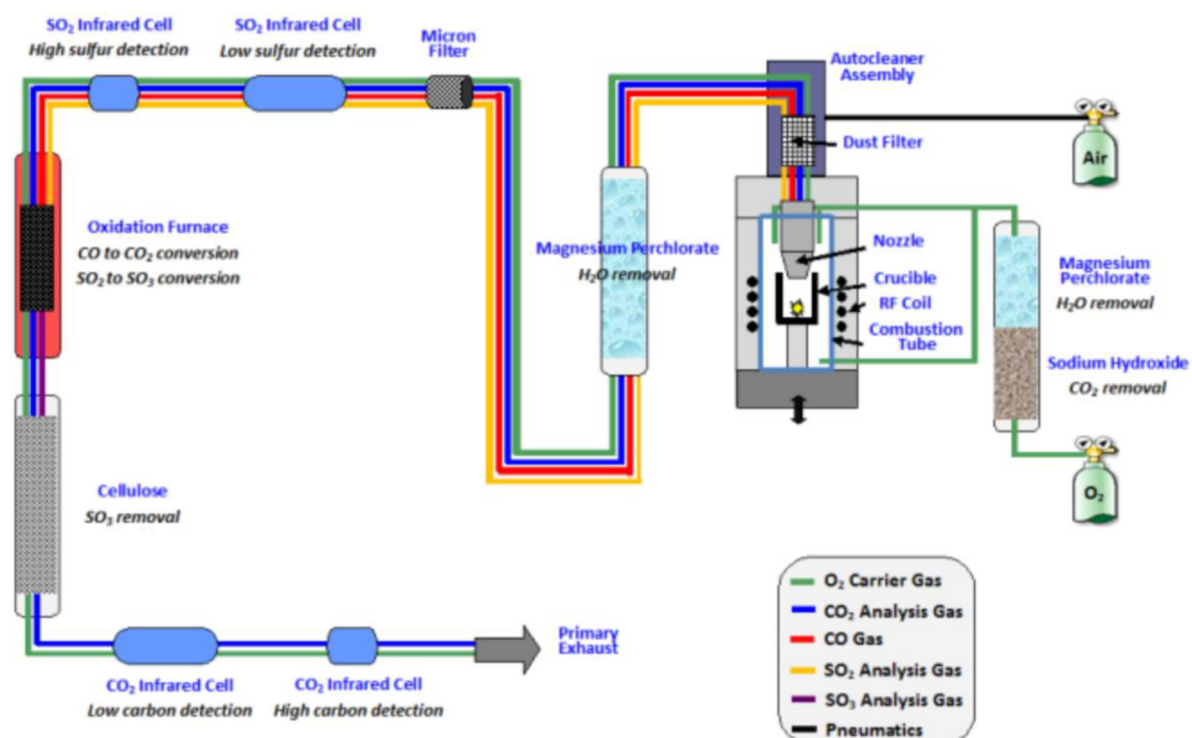 SO₂ Infrared Cell
High sulfur detection
SO₂ Infrared Cell
Low sulfur detection
Micron
Filter
Autocleaner
Assembly
Dust Filter
Air
Oxidation Furnace
CO to CO₂ conversion
SO₂ to SO₃ conversion
Magnesium Perchlorate
H₂O removal
Nozzle
Crucible
RF Coil
Combustion
Tube
Magnesium
Perchlorate
H₂O removal
Sodium Hydroxide
CO₂ removal
O₂
Cellulose
SO₃ removal
Primary
Exhaust
CO₂ Infrared Cell
Low carbon detection
CO₂ Infrared Cell
High carbon detection
O₂ Carrier Gas
CO₂ Analysis Gas
CO Gas
SO₂ Analysis Gas
SO₃ Analysis Gas
Pneumatics